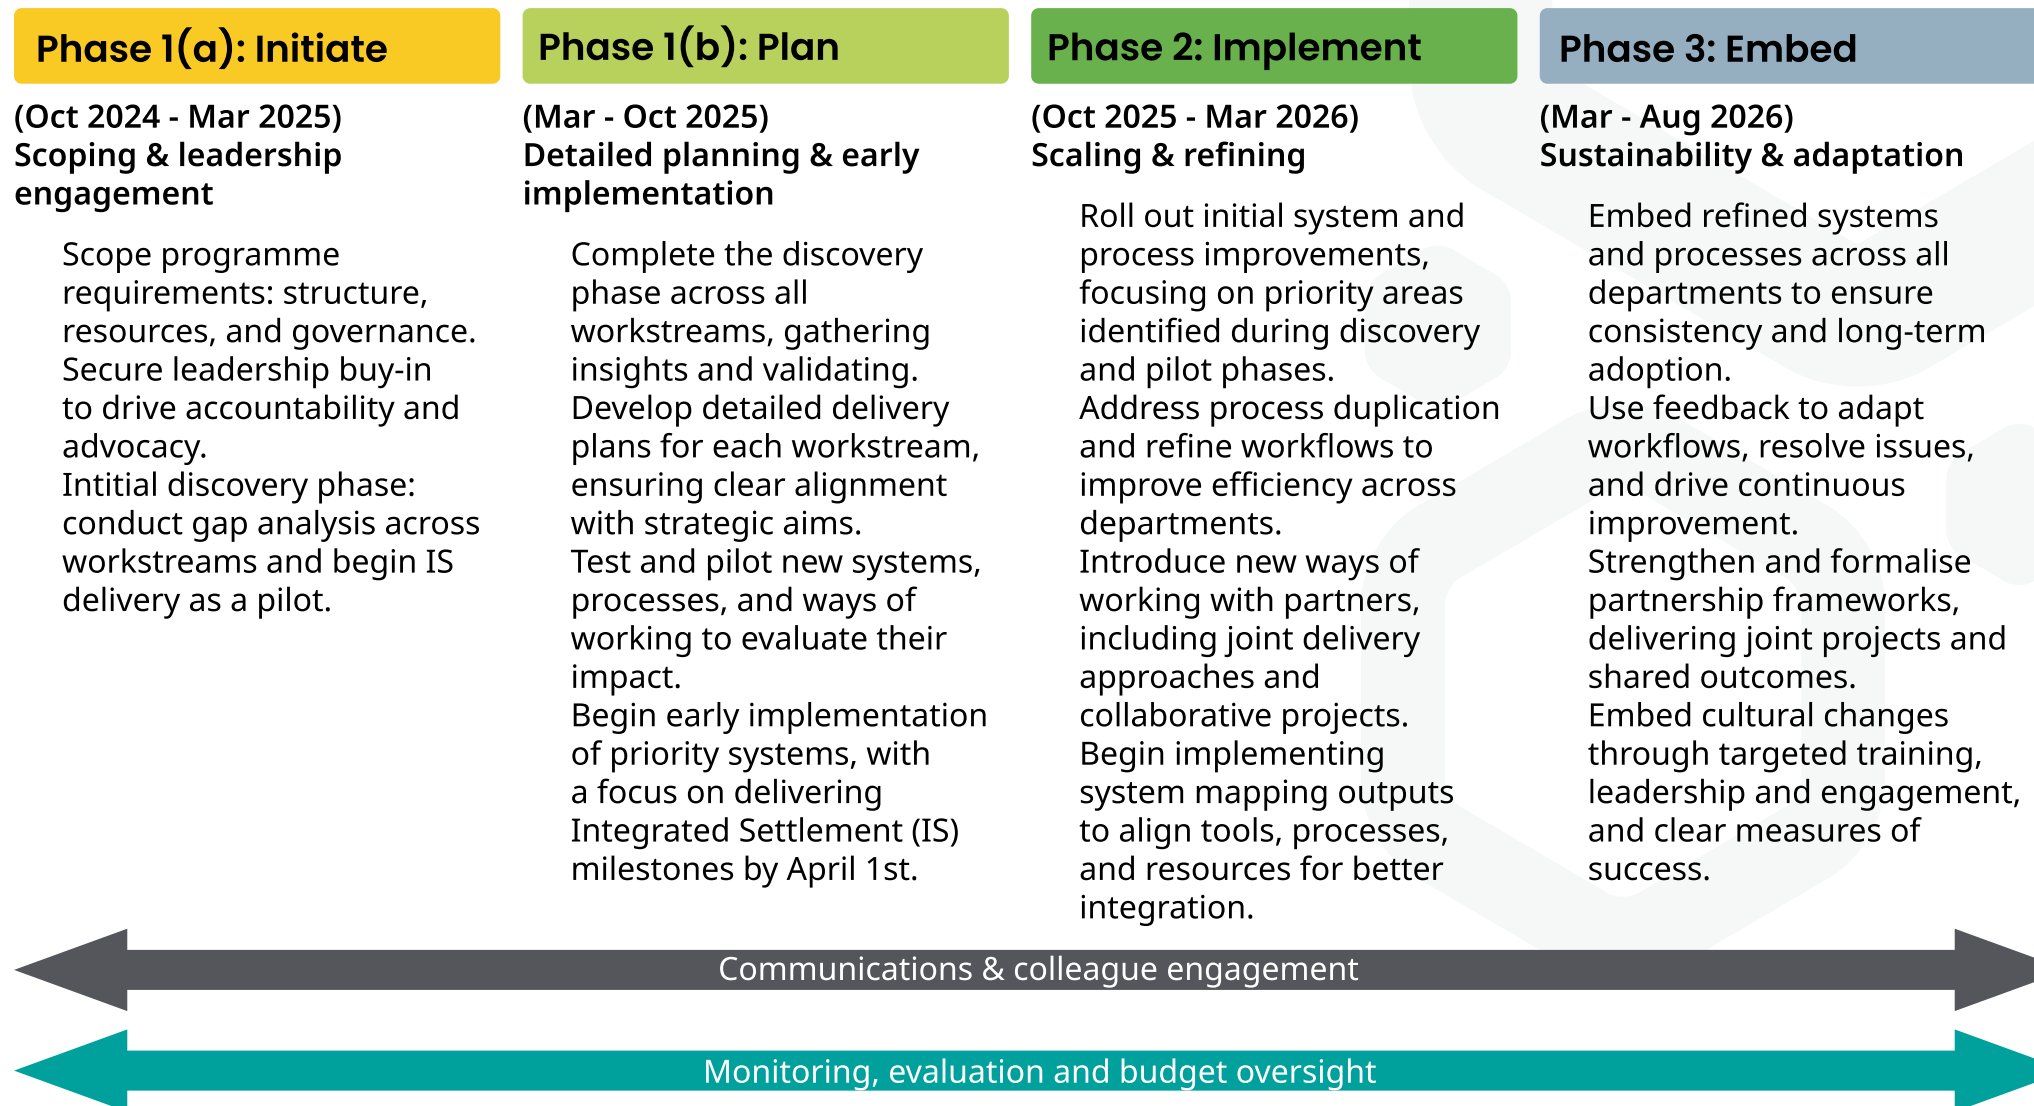 Phase 1(a): Initiate
(Oct 2024 - Mar 2025)
Scoping & leadership
engagement
Scope programme
requirements: structure,
resources, and governance.
Secure leadership buy-in
to drive accountability and
advocacy.
Intitial discovery phase:
conduct gap analysis across
workstreams and begin IS
delivery as a pilot.
Phase 1(b): Plan
(Mar - Oct 2025)
Detailed planning & early
implementation
Complete the discovery
phase across all
workstreams, gathering
insights and validating.
Develop detailed delivery
plans for each workstream,
ensuring clear alignment
with strategic aims.
Test and pilot new systems,
processes, and ways of
working to evaluate their
impact.
Begin early implementation
of priority systems, with
a focus on delivering
Integrated Settlement (IS)
milestones by April 1st.
Phase 2: Implement
(Oct 2025 - Mar 2026)
Scaling & refining
Roll out initial system and
process improvements,
focusing on priority areas
identified during discovery
and pilot phases.
Address process duplication
and refine workflows to
improve efficiency across
departments.
Introduce new ways of
working with partners,
including joint delivery
approaches and
collaborative projects.
Begin implementing
system mapping outputs
to align tools, processes,
and resources for better
integration.
Phase 3: Embed
(Mar - Aug 2026)
Sustainability & adaptation
Embed refined systems
and processes across all
departments to ensure
consistency and long-term
adoption.
Use feedback to adapt
workflows, resolve issues,
and drive continuous
improvement.
Strengthen and formalise
partnership frameworks,
delivering joint projects and
shared outcomes.
Embed cultural changes
through targeted training,
leadership and engagement,
and clear measures of
success.
Communications & colleague engagement
Monitoring, evaluation and budget oversight